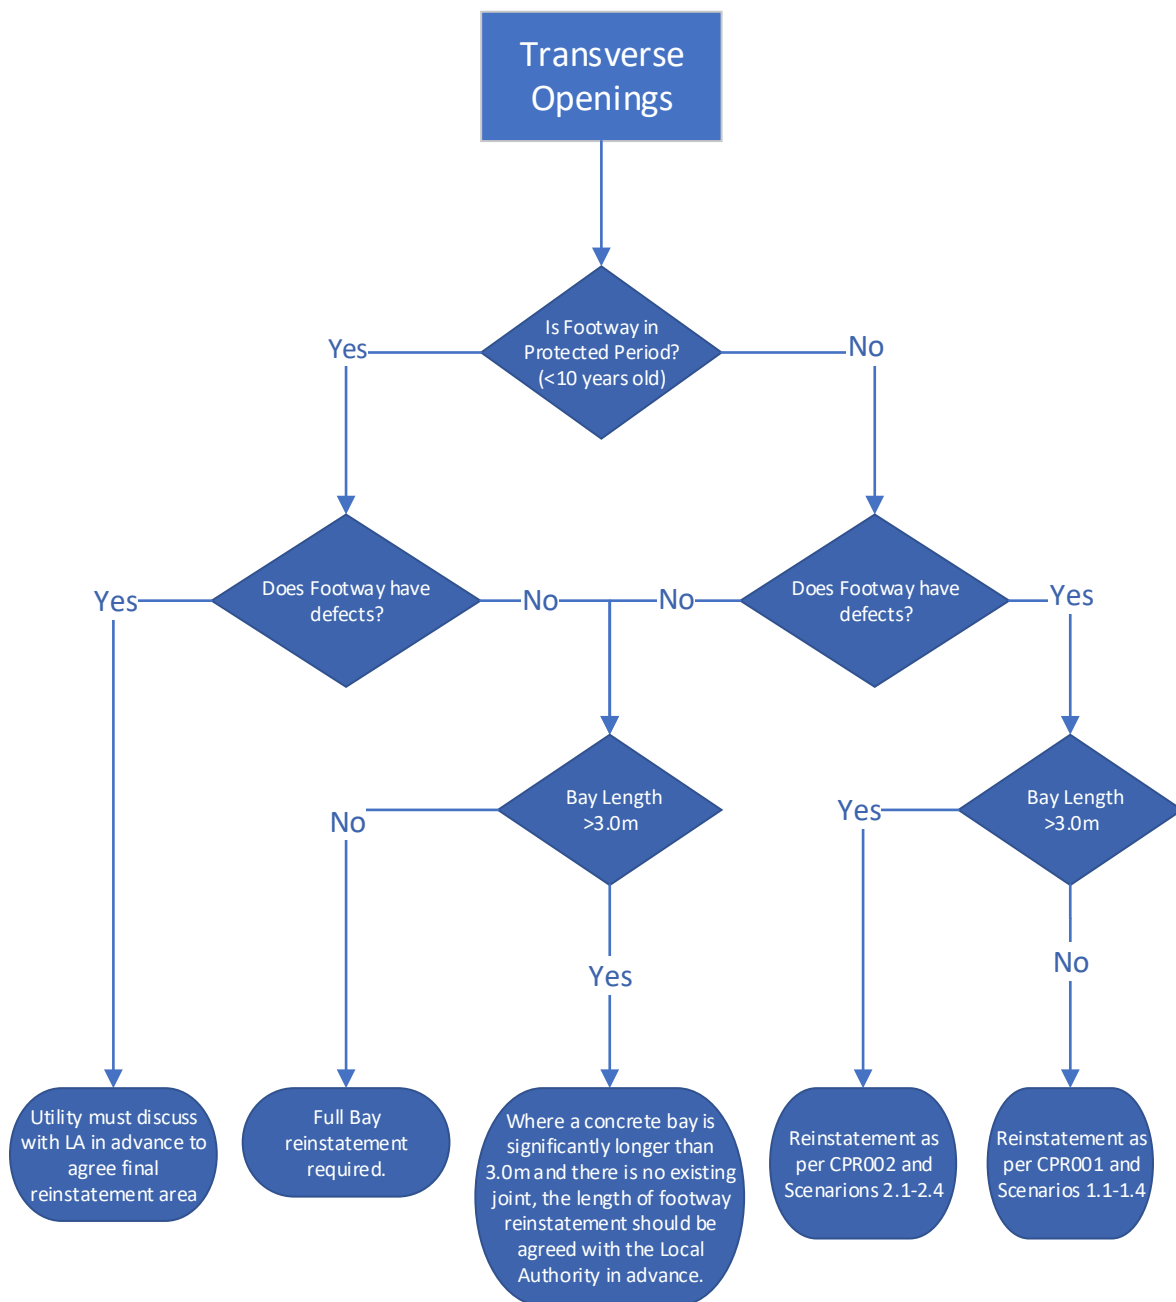 Transverse
Openings
Is Footway in
Protected Period?
(<10 years old)
Yes
No
Does Footway have
defects?
Does Footway have
defects?
Yes
No
No
Yes
Bay Length
>3.0m
Bay Length
>3.0m
No
Yes
Yes
No
Utility must discuss
with LA in advance to
agree final
reinstatement area
Full Bay
reinstatement
required.
Where a concrete bay is
significantly longer than
3.0m and there is no existing
joint, the length of footway
reinstatement should be
agreed with the Local
Authority in advance.
Reinstatement as
per CPR002 and
Scenarions 2.1-2.4
Reinstatement as
per CPR001 and
Scenarios 1.1-1.4